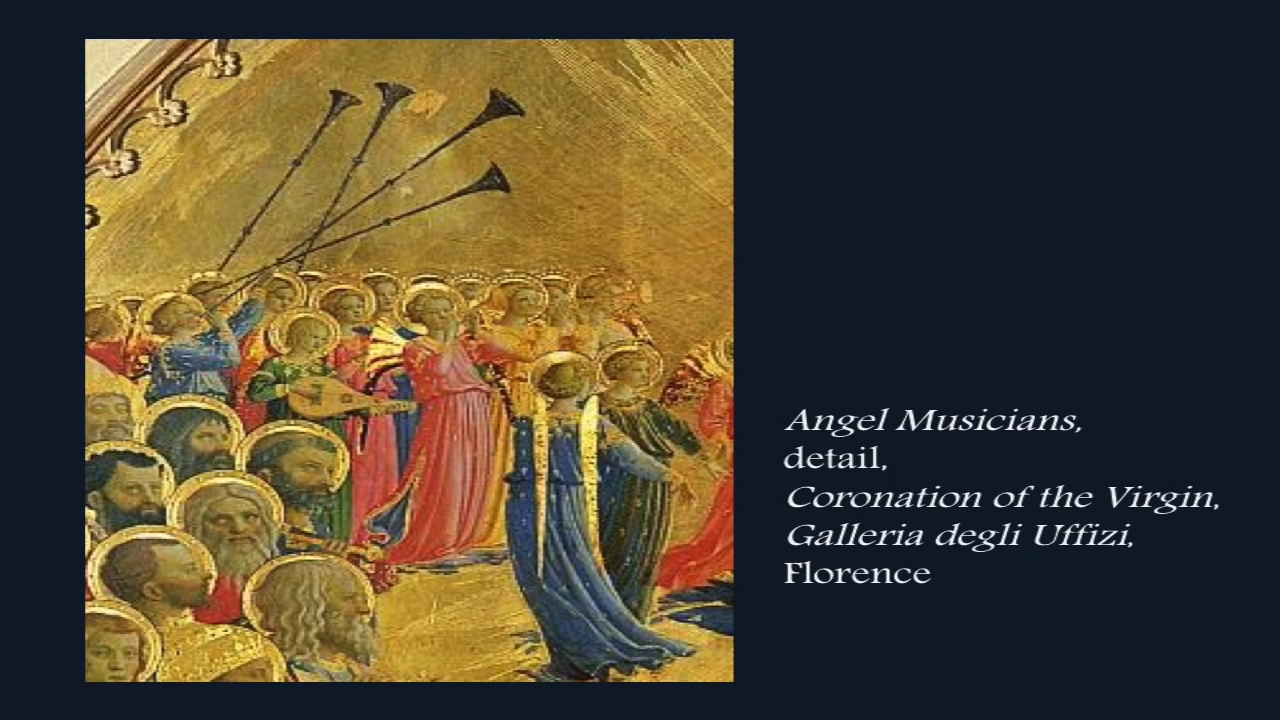 Angel Musicians,
detail,
Coronation of the Virgin,
Galleria degli Uffizi,
Florence